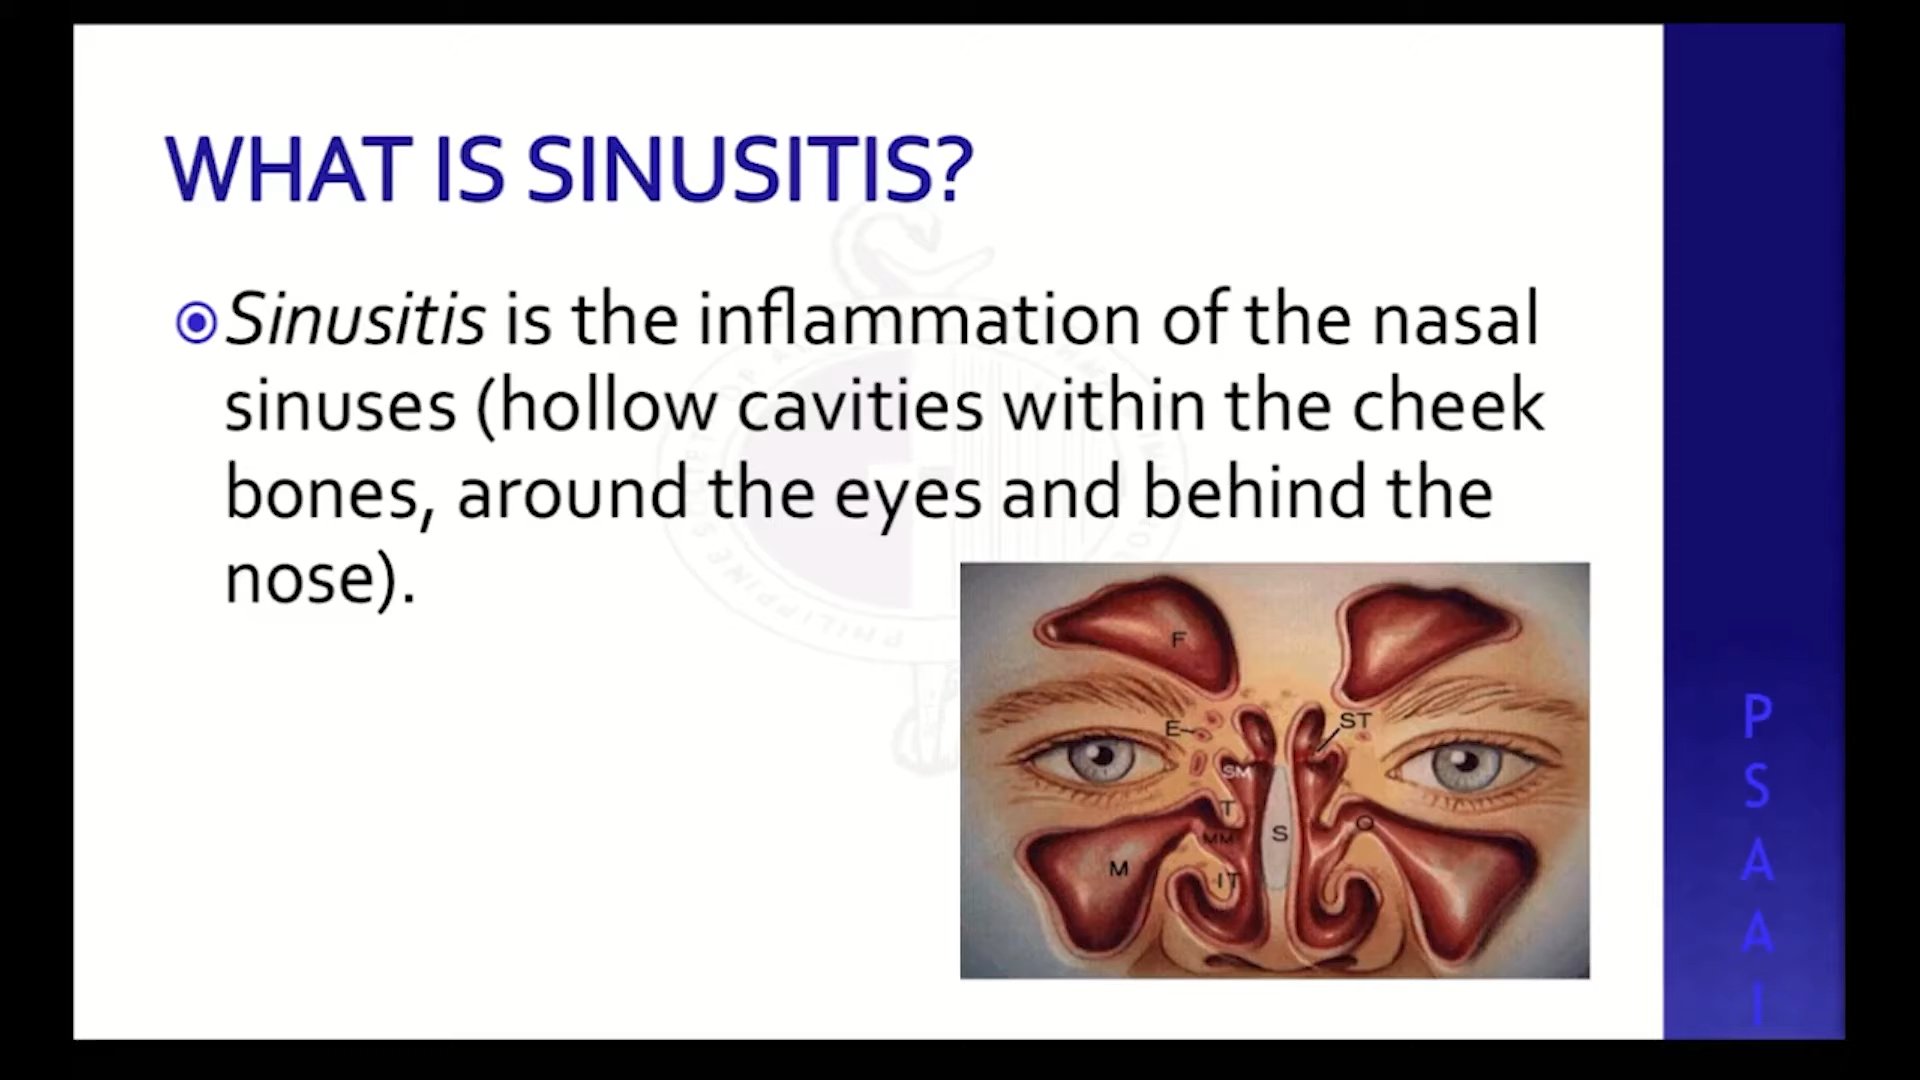 WHAT IS SINUSITIS?
Sinusitis is the inflammation of the nasal
sinuses (hollow cavities within the cheek
bones, around the eyes and behind the
nose).
F
E
ST
SM
T
MM
S
O
M
IT
P
S
A
A
I
PHILIPPINE